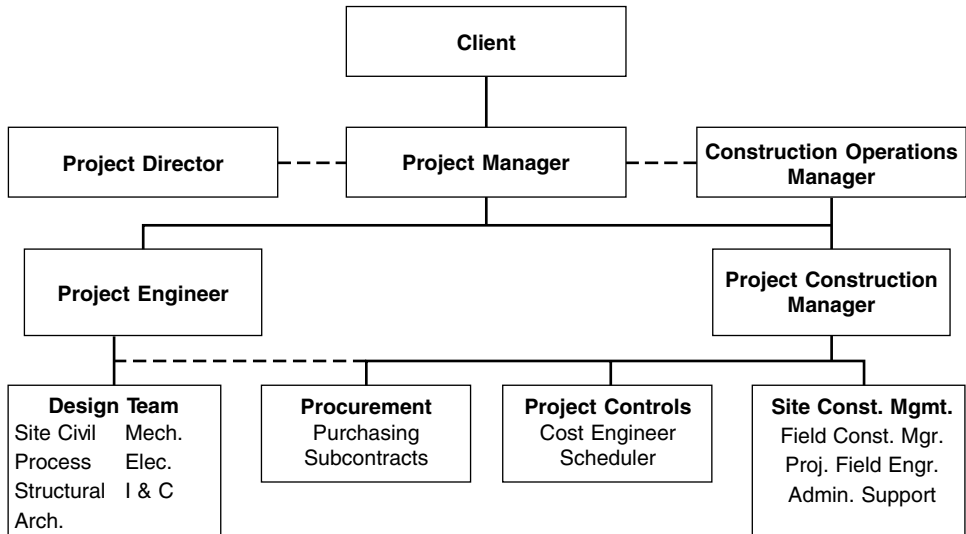 Client
Project Director
Project Manager
Construction Operations
Manager
Project Engineer
Project Construction
Manager
Design Team
Site Civil Mech.
Process Elec.
Structural I & C
Arch.
Procurement
Purchasing
Subcontracts
Project Controls
Cost Engineer
Scheduler
Site Const. Mgmt.
Field Const. Mgr.
Proj. Field Engr.
Admin. Support